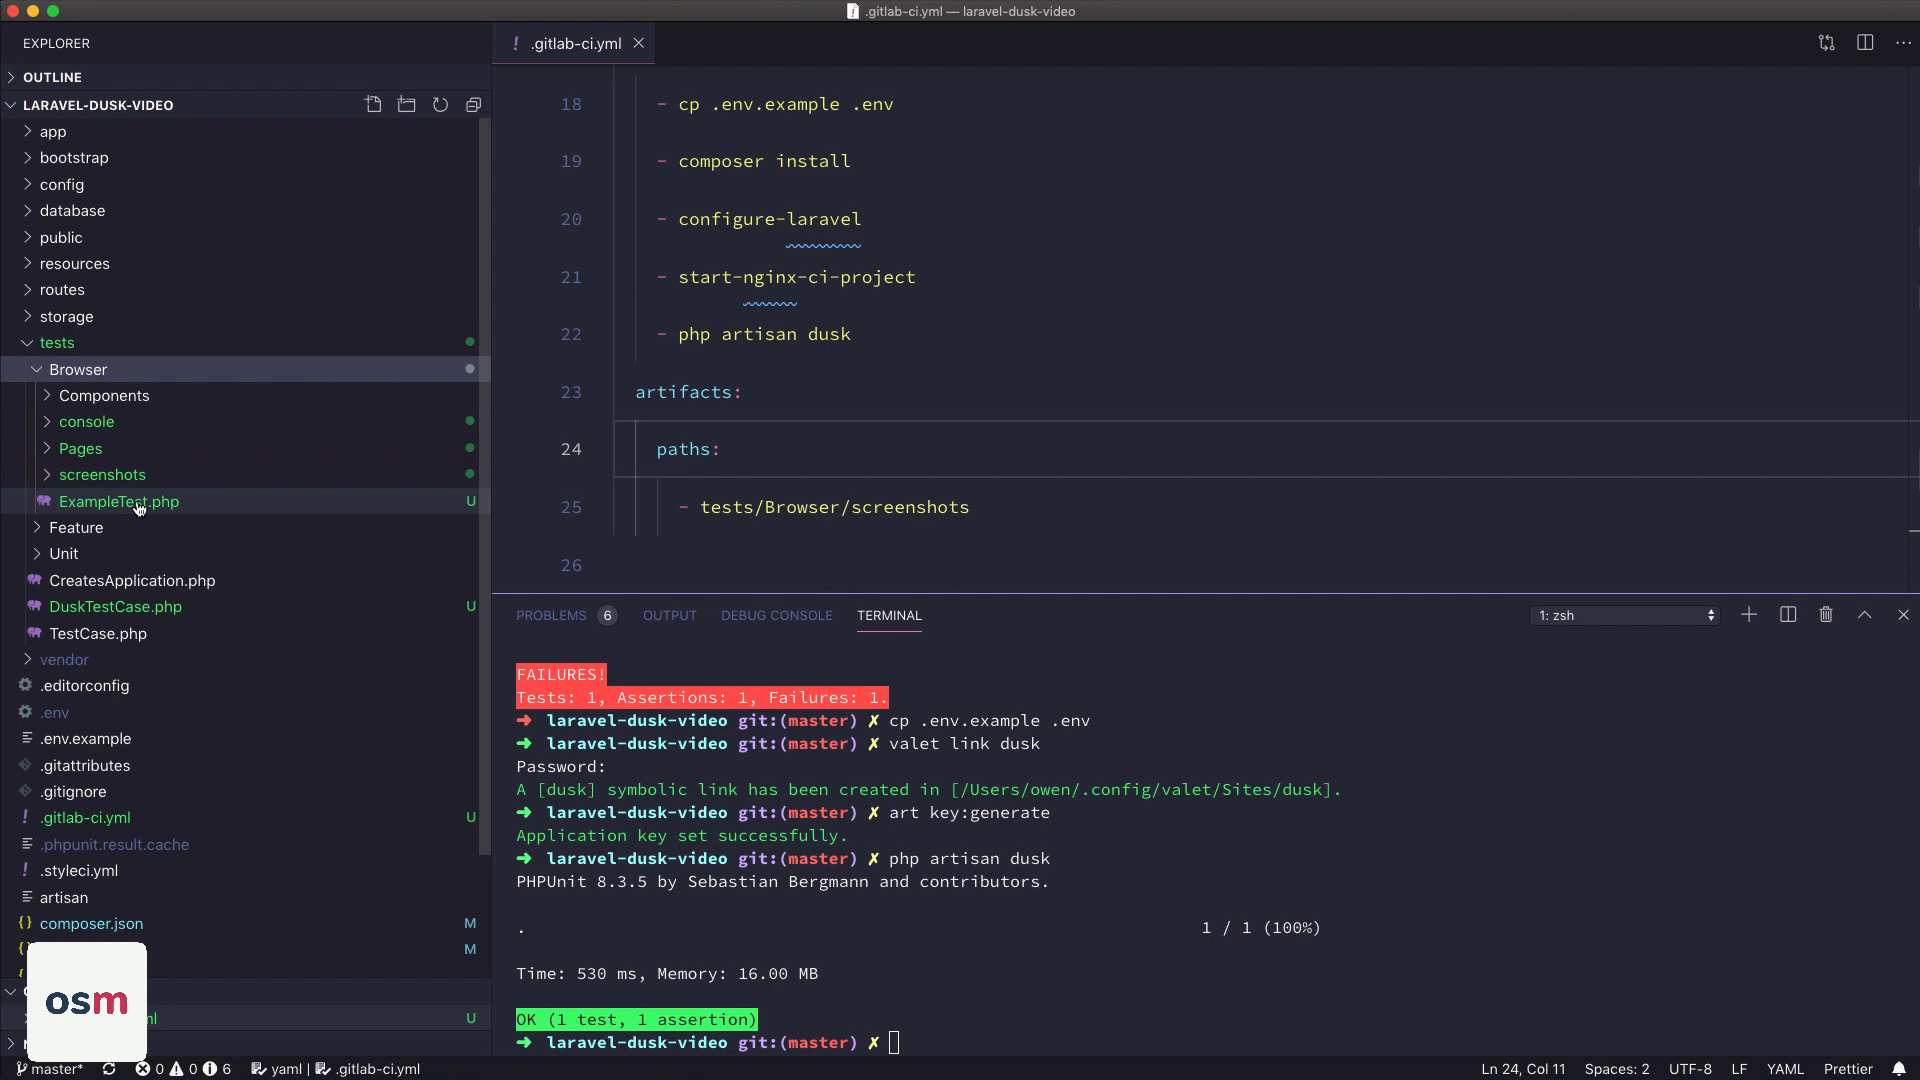 .gitlab-ci.yml — laravel-dusk-video
EXPLORER
OUTLINE
LARAVEL-DUSK-VIDEO
app
bootstrap
config
database
public
resources
routes
storage
tests
Browser
Components
console
Pages
screenshots
ExampleTest.php U
Feature
Unit
CreatesApplication.php
DuskTestCase.php U
TestCase.php
vendor
.editorconfig
.env
.env.example
.gitattributes
.gitignore
! .gitlab-ci.yml U
.phpunit.result.cache
! .styleci.yml
artisan
{} composer.json M
M
osm
ml U
! .gitlab-ci.yml
18 - cp .env.example .env
19 - composer install
20 - configure-laravel
21 - start-nginx-ci-project
22 - php artisan dusk
23 artifacts:
24 paths:
25 - tests/Browser/screenshots
26
PROBLEMS 6 OUTPUT DEBUG CONSOLE TERMINAL 1: zsh
FAILURES!
Tests: 1, Assertions: 1, Failures: 1.
➜ laravel-dusk-video git:(master) ✗ cp .env.example .env
➜ laravel-dusk-video git:(master) ✗ valet link dusk
Password:
A [dusk] symbolic link has been created in [/Users/owen/.config/valet/Sites/dusk].
➜ laravel-dusk-video git:(master) ✗ art key:generate
Application key set successfully.
➜ laravel-dusk-video git:(master) ✗ php artisan dusk
PHPUnit 8.3.5 by Sebastian Bergmann and contributors.
. 1 / 1 (100%)
Time: 530 ms, Memory: 16.00 MB
OK (1 test, 1 assertion)
➜ laravel-dusk-video git:(master) ✗
master* 0 0 6 yaml | .gitlab-ci.yml Ln 24, Col 11 Spaces: 2 UTF-8 LF YAML Prettier